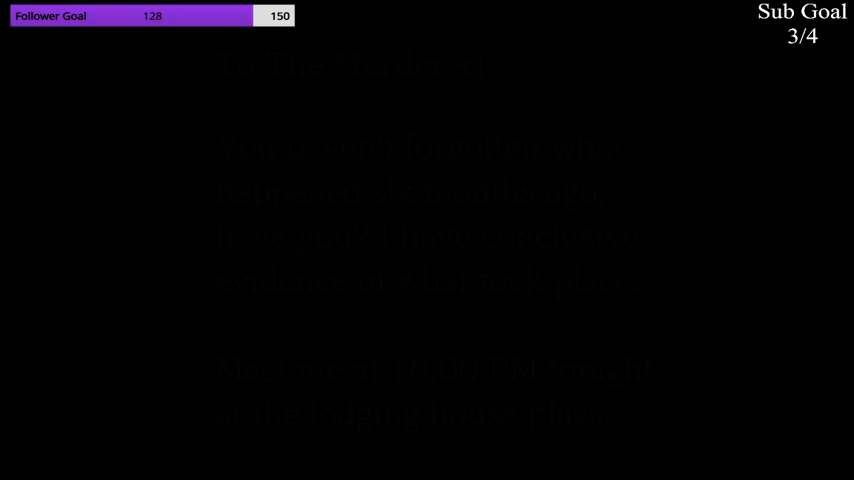 Follower Goal 128 150
Sub Goal
3/4
To The Murderer!
You haven't forgotten what
happened six months ago,
have you? I have conclusive
evidence of what took place.
Meet me at 10:00 PM tonight
at the lodging house plaza.